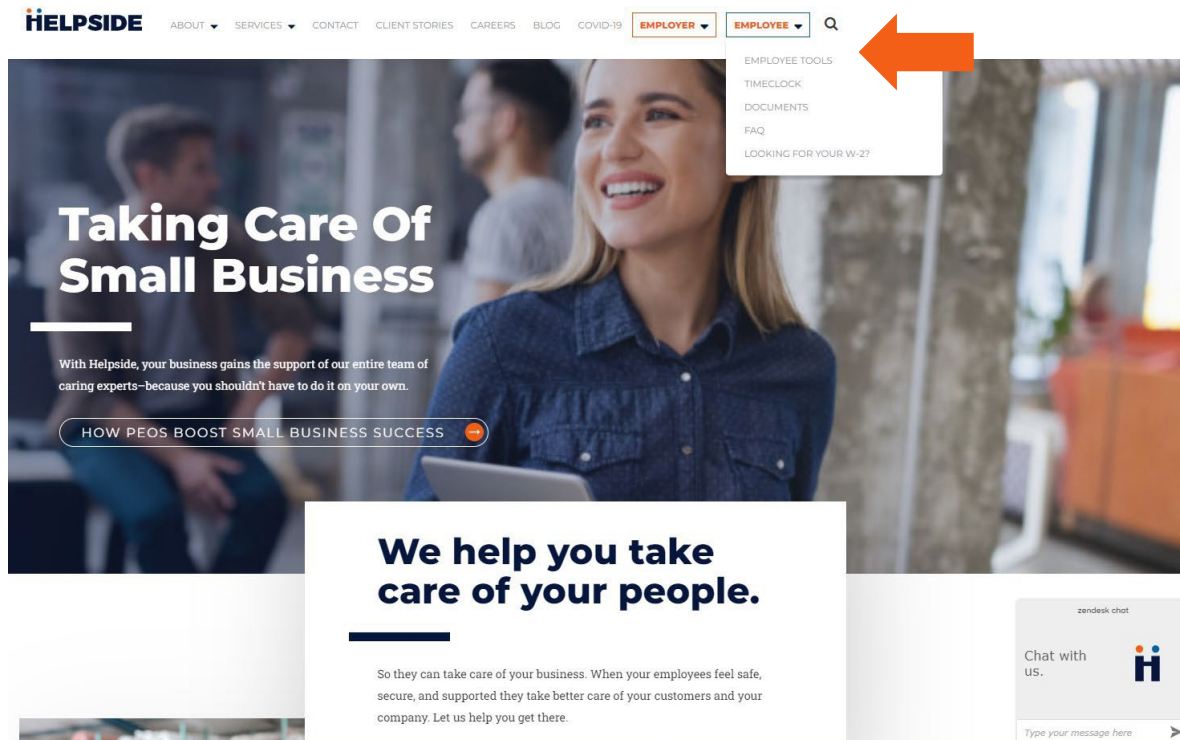 HELPSIDE
ABOUT SERVICES CONTACT CLIENT STORIES CAREERS BLOG COVID-19 EMPLOYER EMPLOYEE
EMPLOYEE TOOLS
TIMECLOCK
DOCUMENTS
FAQ
LOOKING FOR YOUR W-2?
Taking Care Of
Small Business
With Helpside, your business gains the support of our entire team of
caring experts–because you shouldn't have to do it on your own.
HOW PEOS BOOST SMALL BUSINESS SUCCESS
We help you take
care of your people.
So they can take care of your business. When your employees feel safe,
secure, and supported they take better care of your customers and your
company. Let us help you get there.
zendesk chat
Chat with
us.
H
Type your message here